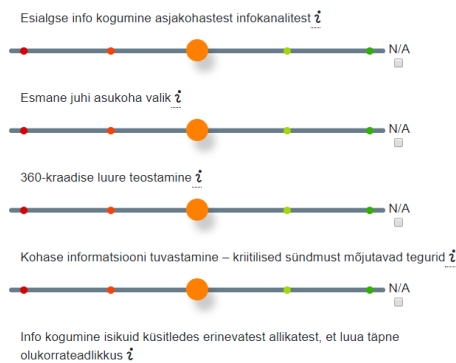 Esialgse info kogumine asjakohastest infokanalitest i
N/A
Esmane juhi asukoha valik i
N/A
360-kraadise luure teostamine i
N/A
Kohase informatsiooni tuvastamine – kriitilised sündmust mõjutavad tegurid i
N/A
Info kogumine isikuid küsitledes erinevatest allikatest, et luua täpne
olukorrateadlikkus i